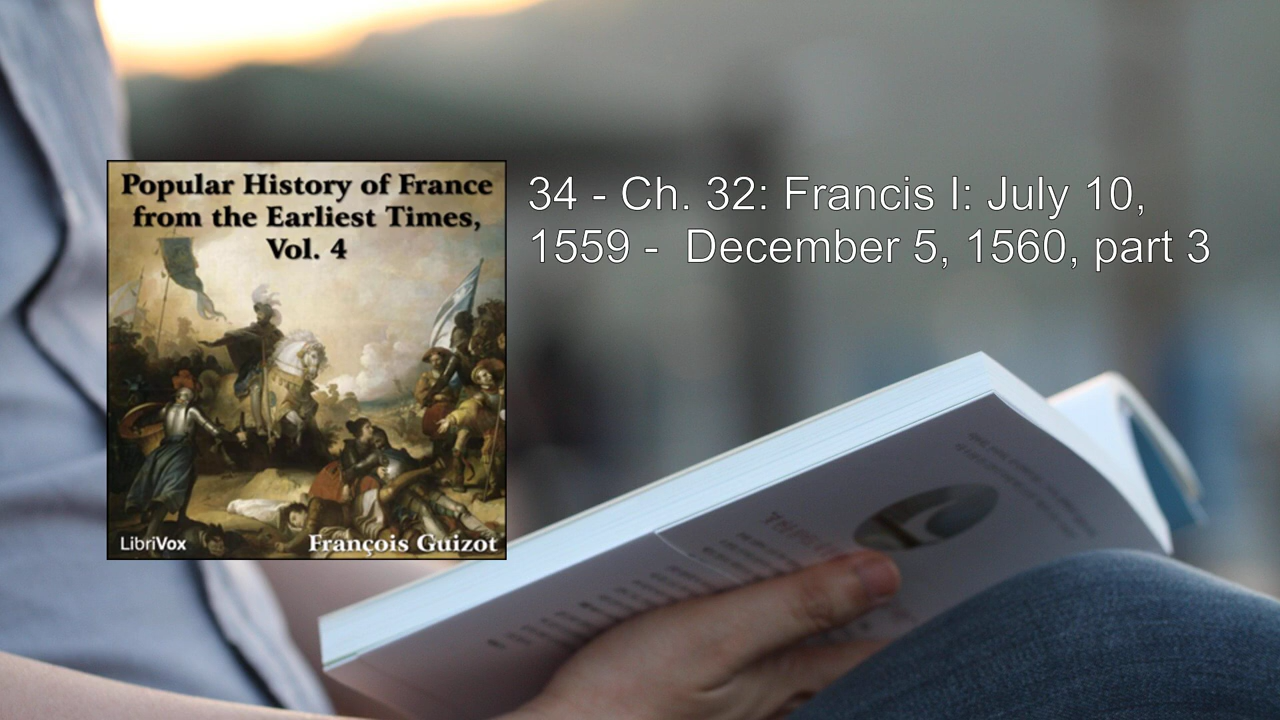 Popular History of France
from the Earliest Times,
Vol. 4
LibriVox
François Guizot
34 - Ch. 32: Francis I: July 10,
1559 -  December 5, 1560, part 3